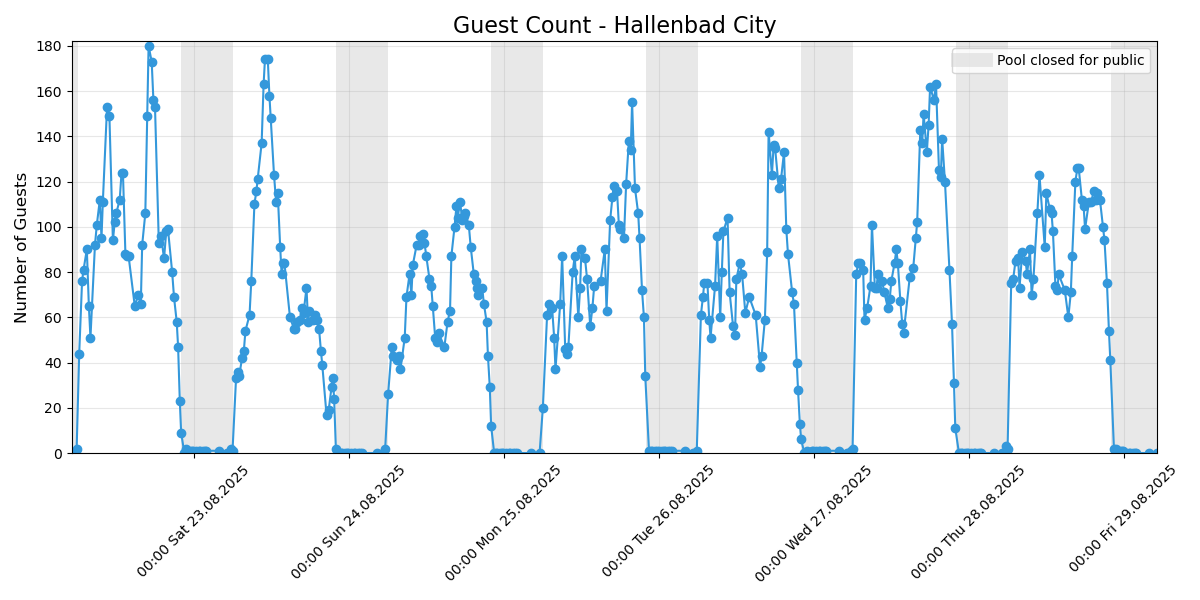 Guest Count - Hallenbad City
Pool closed for public
Number of Guests
180
160
140
120
100
80
60
40
20
0
00:00 Sat 23.08.2025
00:00 Sun 24.08.2025
00:00 Mon 25.08.2025
00:00 Tue 26.08.2025
00:00 Wed 27.08.2025
00:00 Thu 28.08.2025
00:00 Fri 29.08.2025